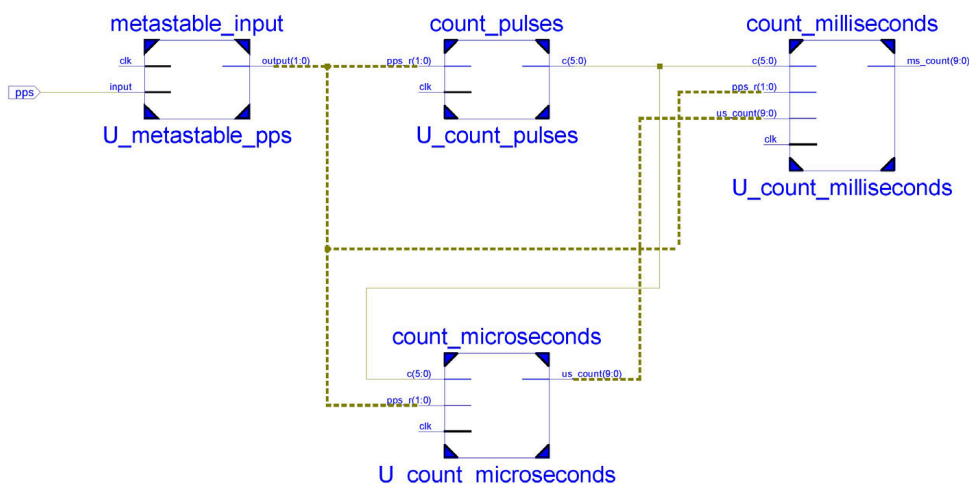 metastable_input
clk
output(1:0)
pps
input
U_metastable_pps
count_pulses
pps_r(1:0)
c(5:0)
clk
U_count_pulses
count_milliseconds
c(5:0)
ms_count(9:0)
pps_r(1:0)
us_count(9:0)
clk
U_count_milliseconds
count_microseconds
c(5:0)
us_count(9:0)
pps_r(1:0)
clk
U_count_microseconds